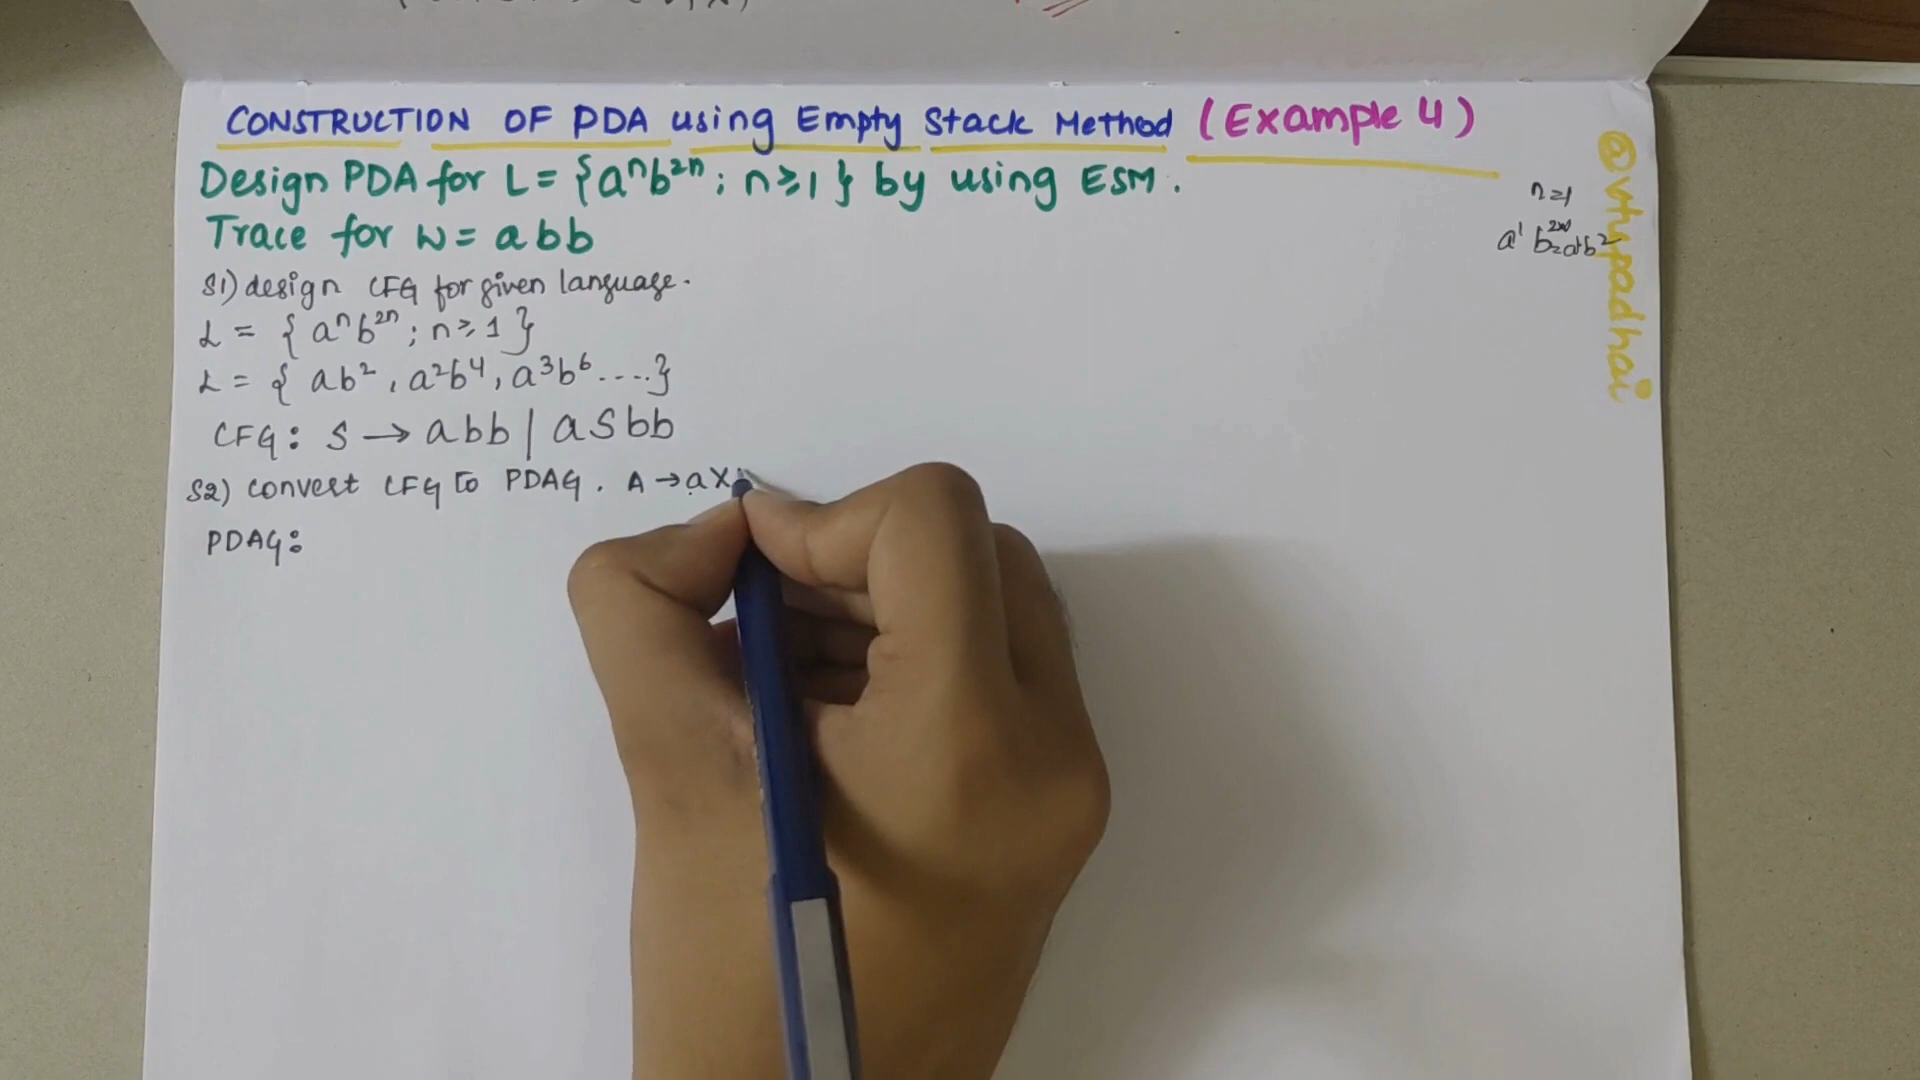 CONSTRUCTION OF PDA using Empty Stack Method (Example 4)
Design PDA for L = {aⁿb²ⁿ ; n≥1} by using ESM.
Trace for w = abb
n=1
S1) design CFG for given language.
L = { aⁿb²ⁿ ; n≥1 }
L = { ab², a²b⁴, a³b⁶ .....}
CFG: S → abb | aSbb
S2) convert CFG to PDAG. A → aX
PDAG: